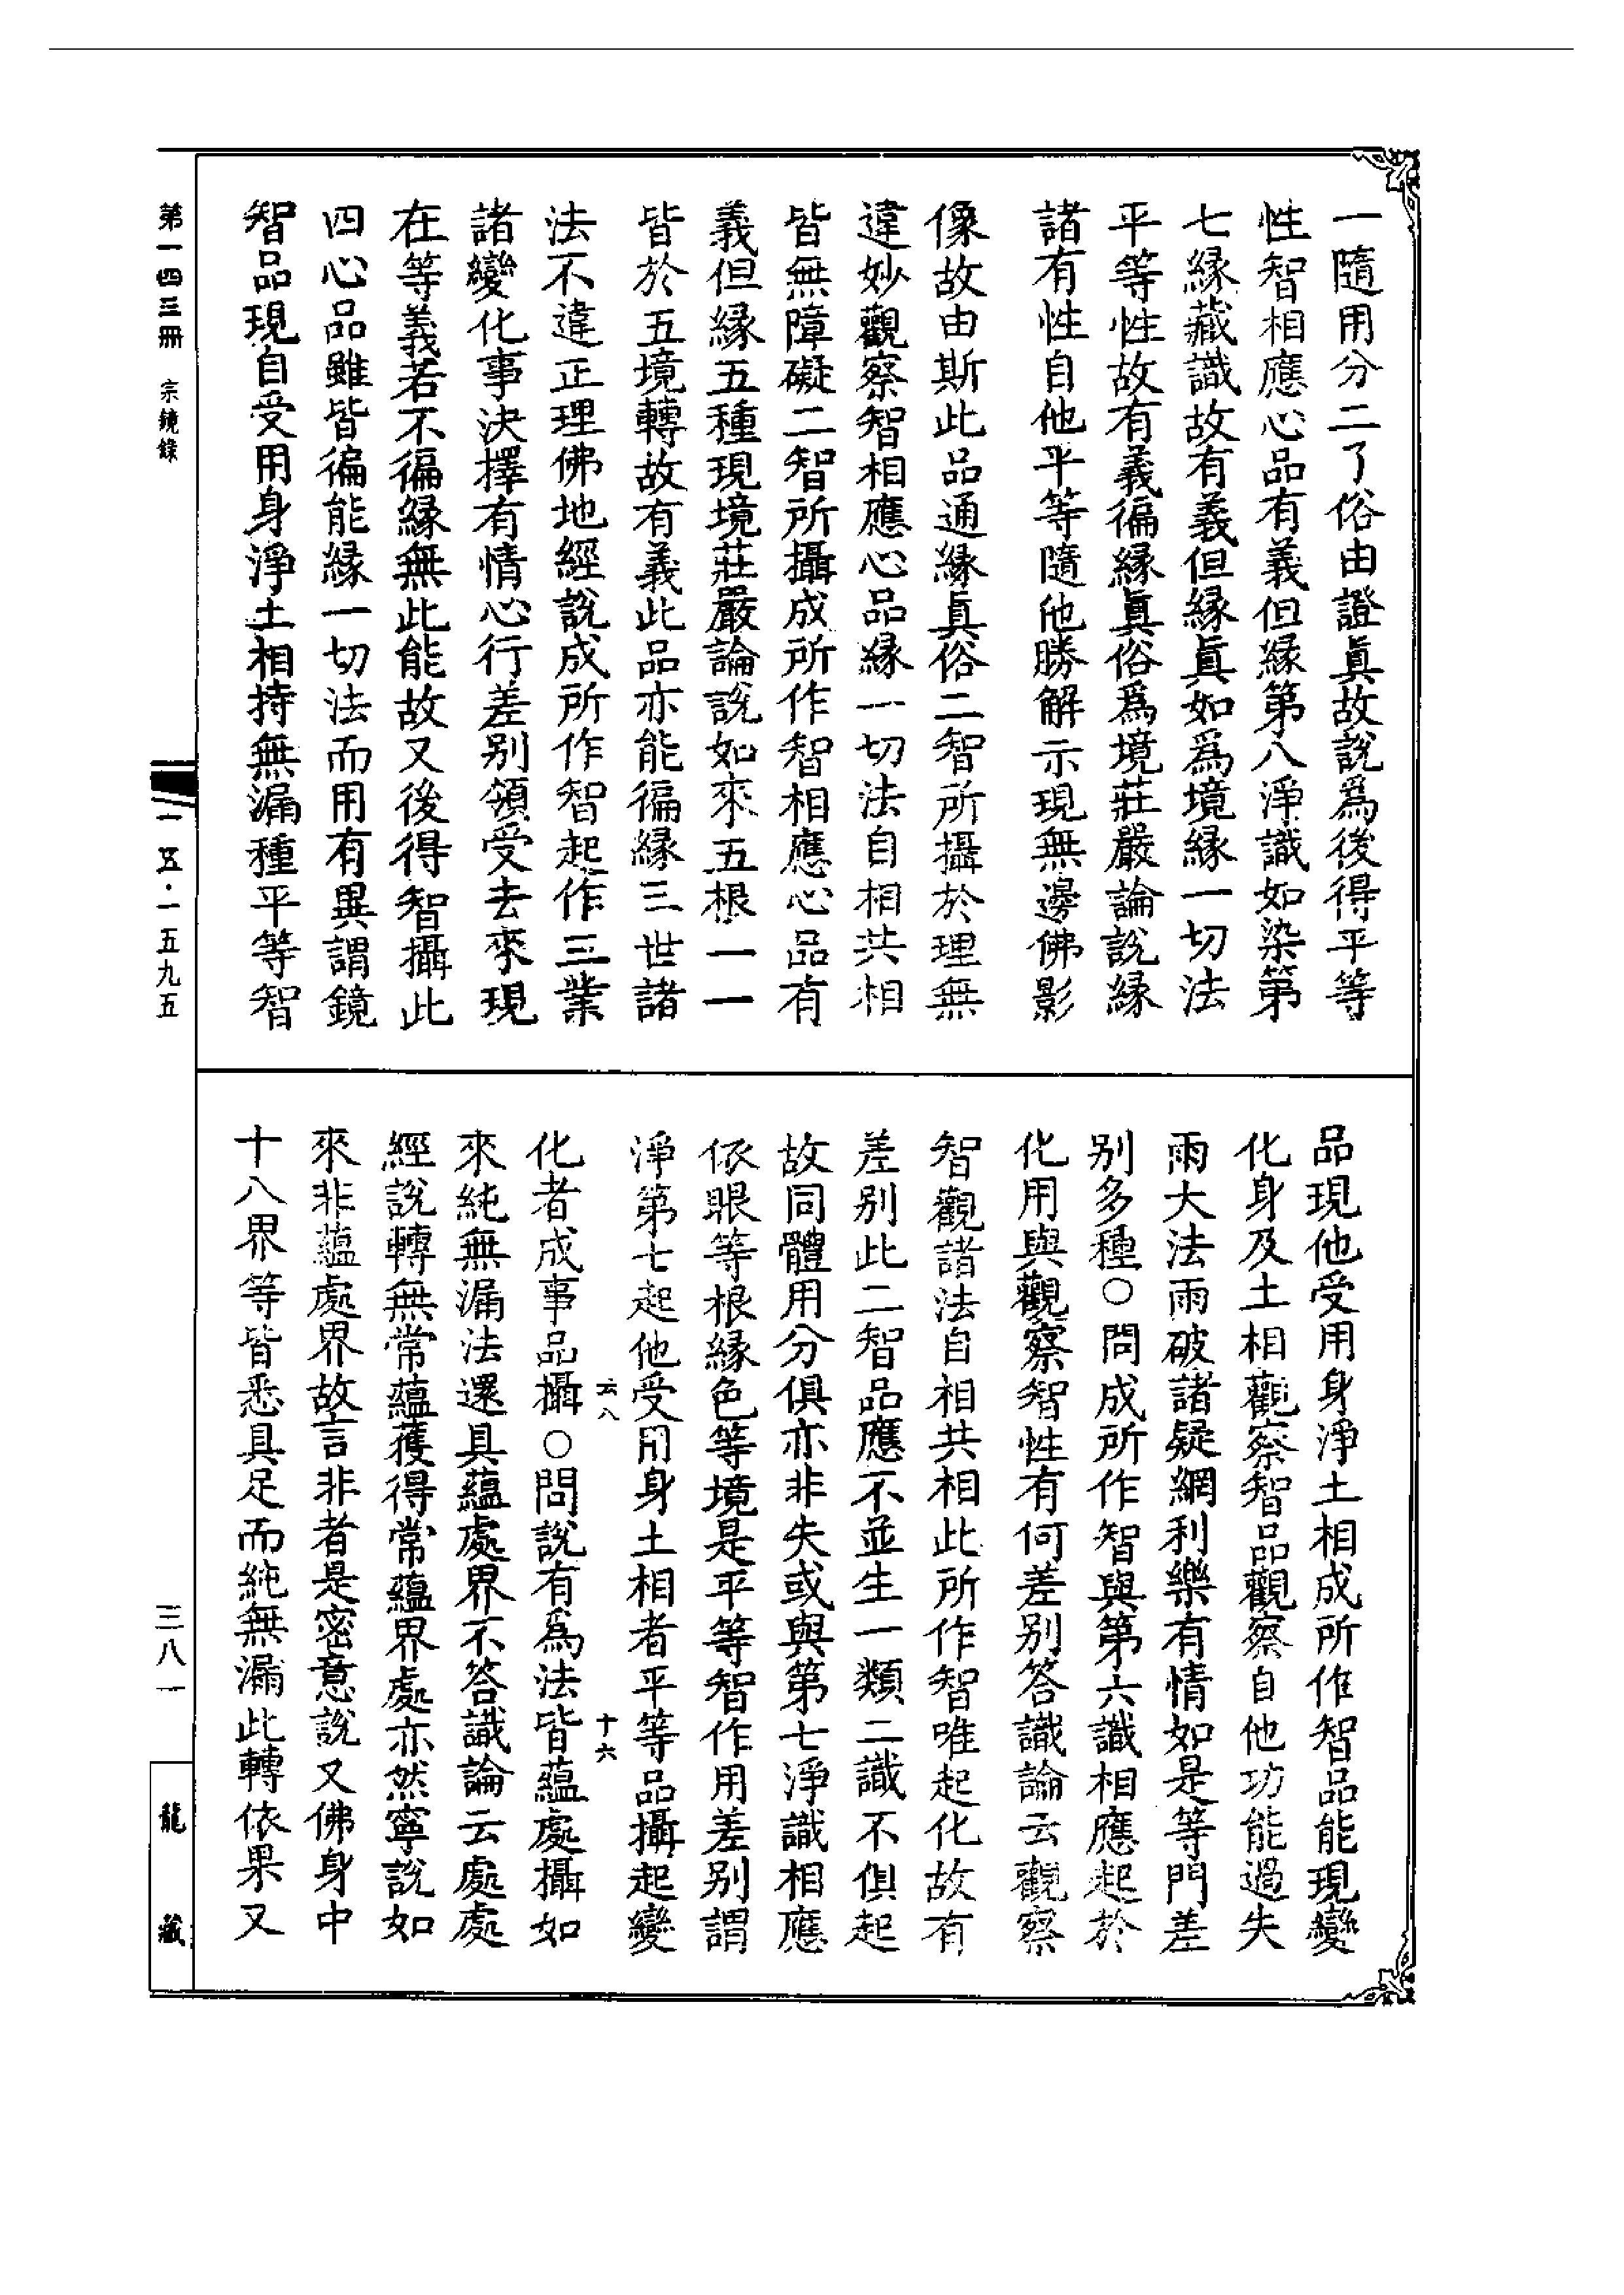 一隨用分二了俗由證真故說為後得平等
性智相應心品有義但緣第八淨識如染第
七緣藏識故有義但緣真如為境緣一切法
平等性故有義徧緣真俗為境莊嚴論說緣
諸有性自他平等隨他勝解示現無邊佛影
像故由斯此品通緣真俗二智所攝於理無
違妙觀察智相應心品緣一切法自相共相
皆無障礙二智所攝成所作智相應心品有
義但緣五種現境莊嚴論說如來五根一一
皆於五境轉故有義此品亦能徧緣三世諸
法不違正理佛地經說成所作智起作三業
諸變化事決擇有情心行差別領受去來現
在等義若不徧緣無此能故又後得智攝此
四心品雖皆徧能緣一切法而用有異謂鏡
智品現自受用身淨土相持無漏種平等智
品現他受用身淨土相成所作智品能現變
化身及土相觀察智品觀察自他功能過失
雨大法雨破諸疑網利樂有情如是等門差
別多種○問成所作智與第六識相應起於
化用與觀察智性有何差別答識論云觀察
智觀諸法自相共相此所作智唯起化故有
差別此二智品應不並生一類二識不俱起
故同體用分俱亦非失或與第七淨識相應
依眼等根緣色等境是平等智作用差別謂
淨第七起他受用身土相者平等品攝起變
云八
十六
化者成事品攝○問說有為法皆蘊處攝如
來純無漏法還具蘊處界不答識論云處處
經說轉無常蘊獲得常蘊界處亦然寧說如
來非蘊處界故言非者是密意說又佛身中
十八界等皆悉具足而純無漏此轉依果又
第一四三冊 宗鏡錄
一一五·一五九五
三八一
龍藏